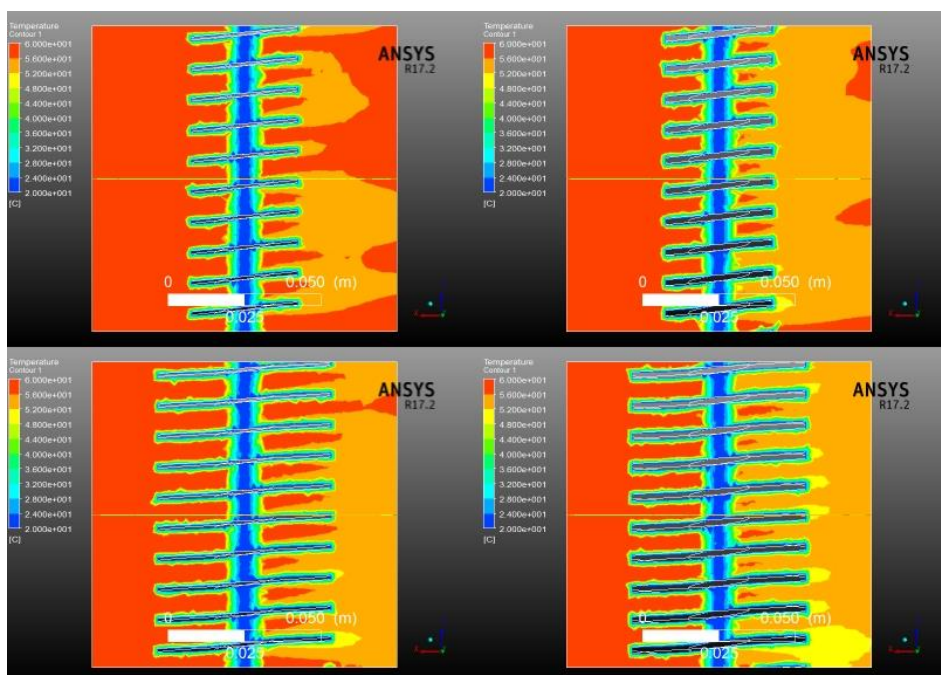 Temperature
Contour 1
6.000e+001
5.600e+001
5.200e+001
4.800e+001
4.400e+001
4.000e+001
3.600e+001
3.200e+001
2.800e+001
2.400e+001
2.000e+001
[C]
ANSYS
R17.2
0 0.050 (m)
0.025
Temperature
Contour 1
6.000e+001
5.600e+001
5.200e+001
4.800e+001
4.400e+001
4.000e+001
3.600e+001
3.200e+001
2.800e+001
2.400e+001
2.000e+001
[C]
ANSYS
R17.2
0 0.050 (m)
0.025
Temperature
Contour 1
6.000e+001
5.600e+001
5.200e+001
4.800e+001
4.400e+001
4.000e+001
3.600e+001
3.200e+001
2.800e+001
2.400e+001
2.000e+001
[C]
ANSYS
R17.2
0 0.050 (m)
0.025
Temperature
Contour 1
6.000e+001
5.600e+001
5.200e+001
4.800e+001
4.400e+001
4.000e+001
3.600e+001
3.200e+001
2.800e+001
2.400e+001
2.000e+001
[C]
ANSYS
R17.2
0 0.050 (m)
0.025